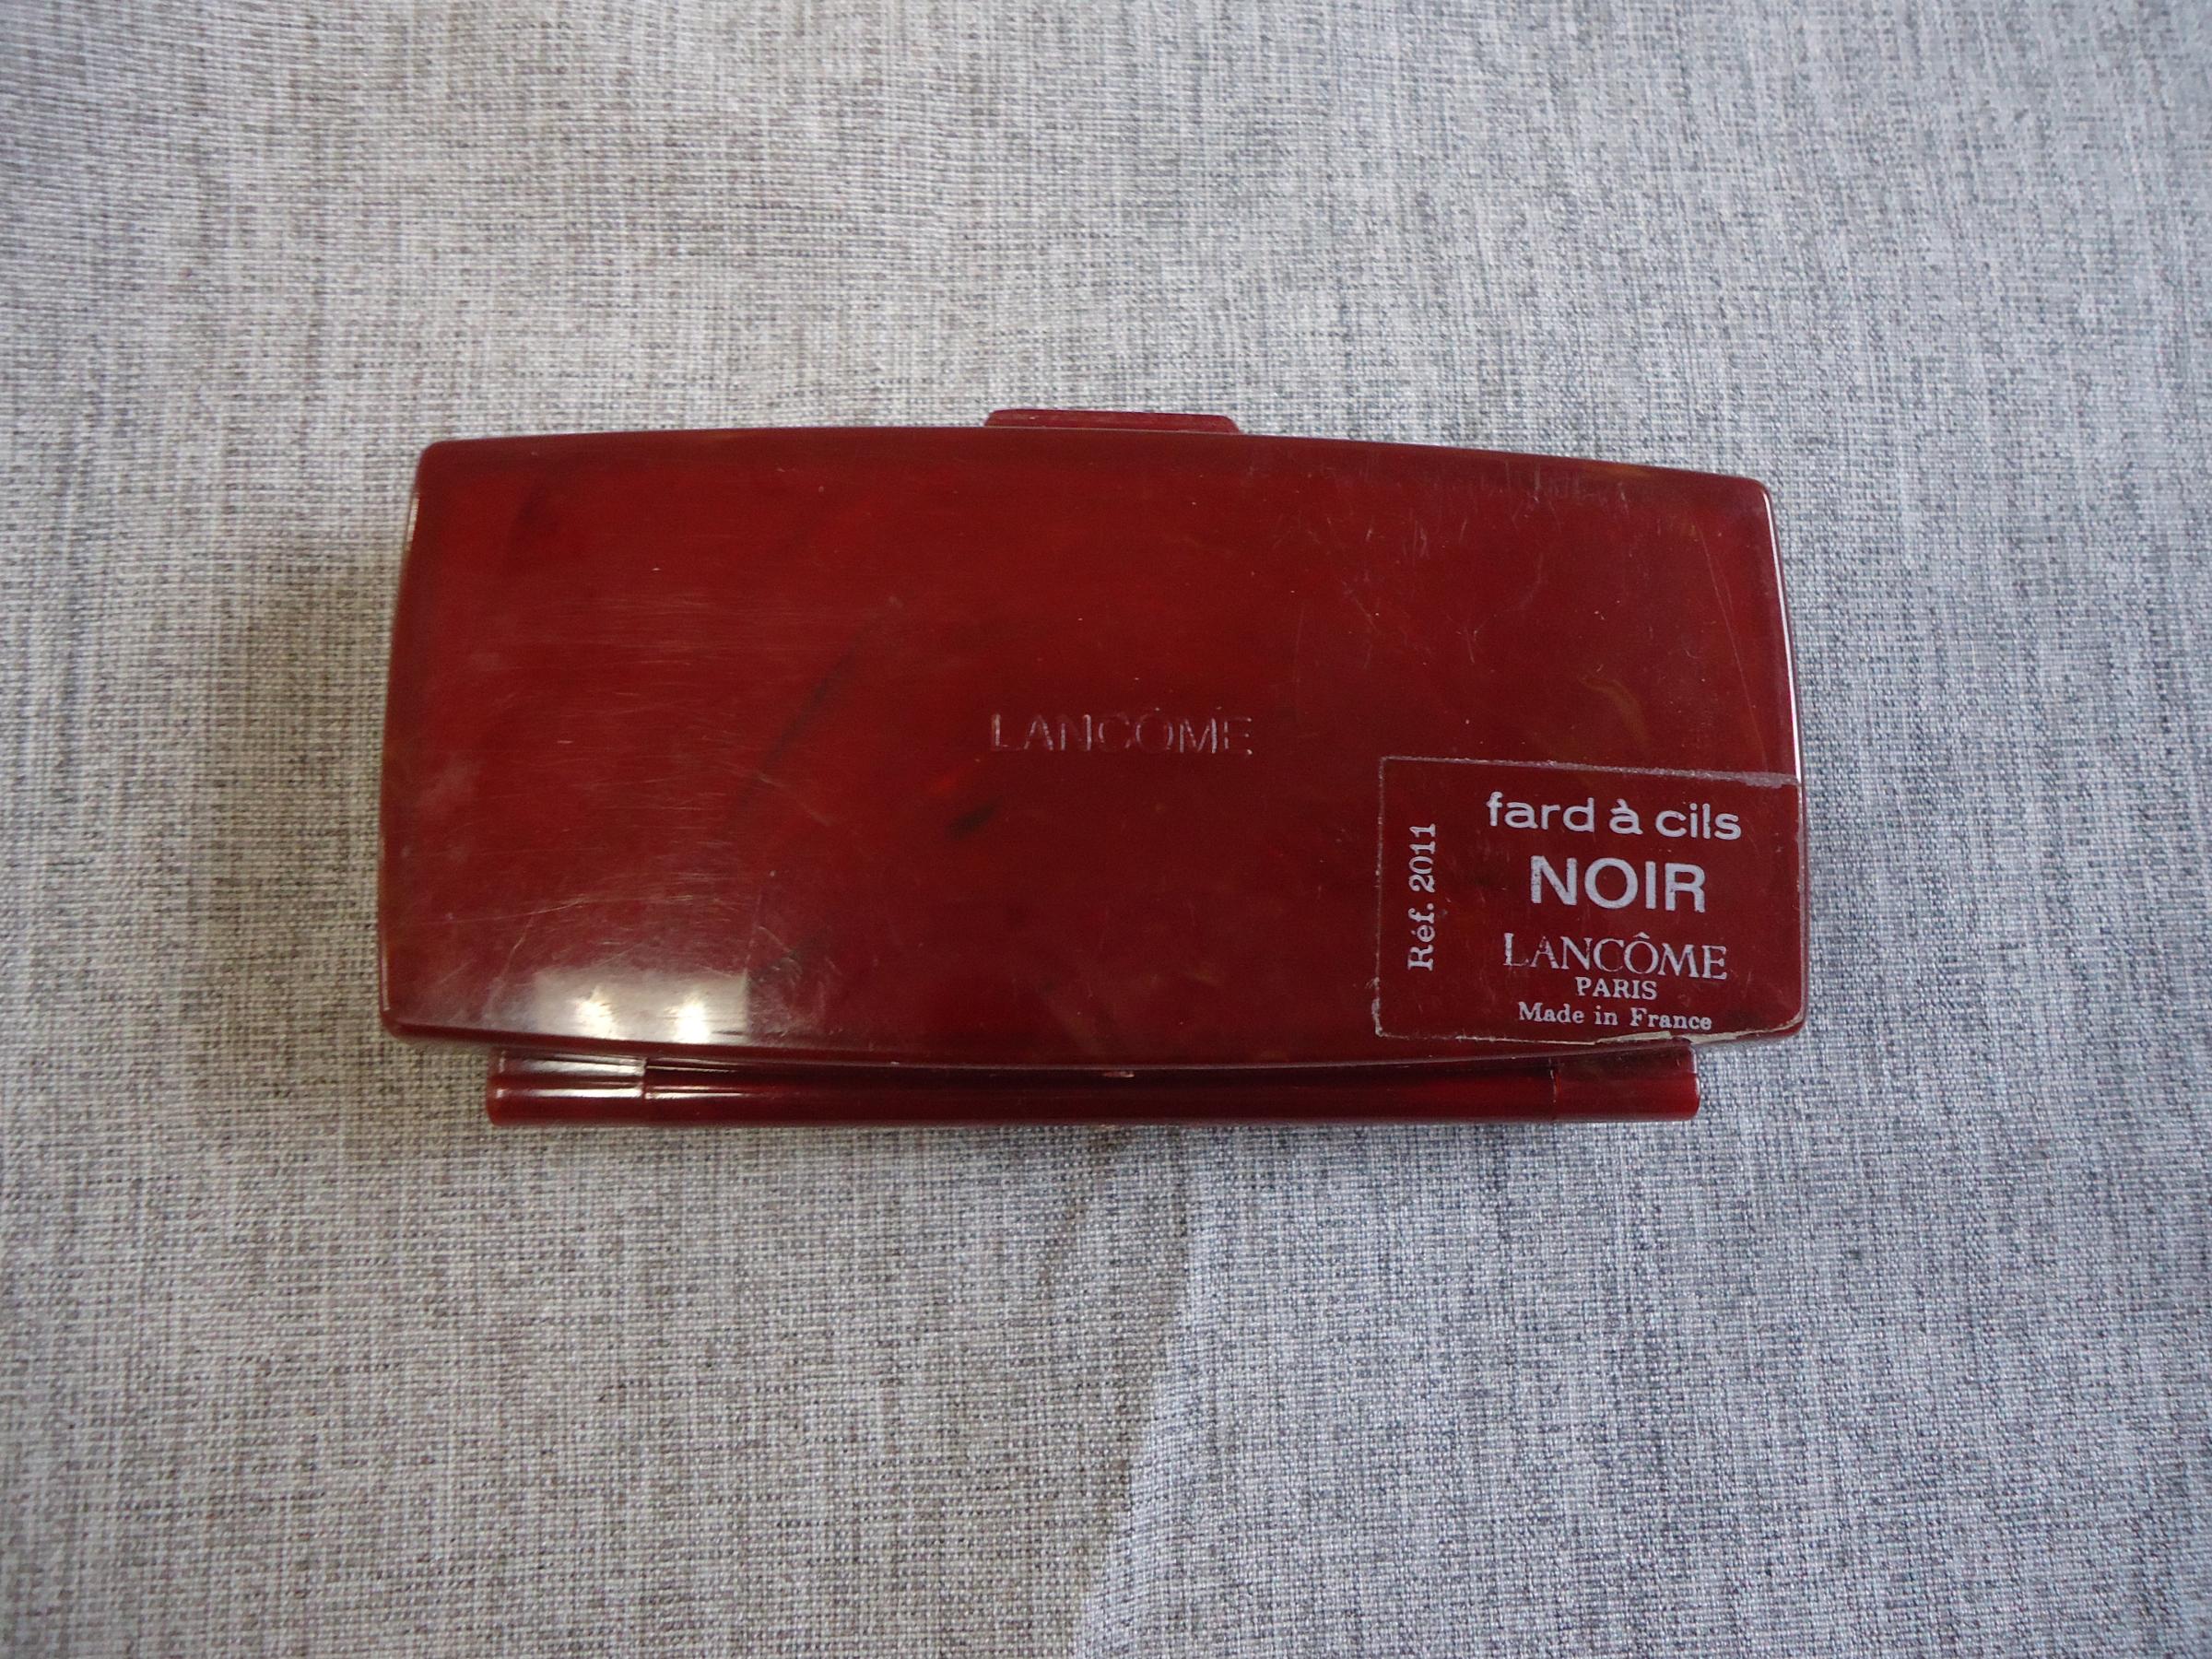 LANCÔME
Réf. 2011
fard à cils
NOIR
LANCÔME
PARIS
Made in France